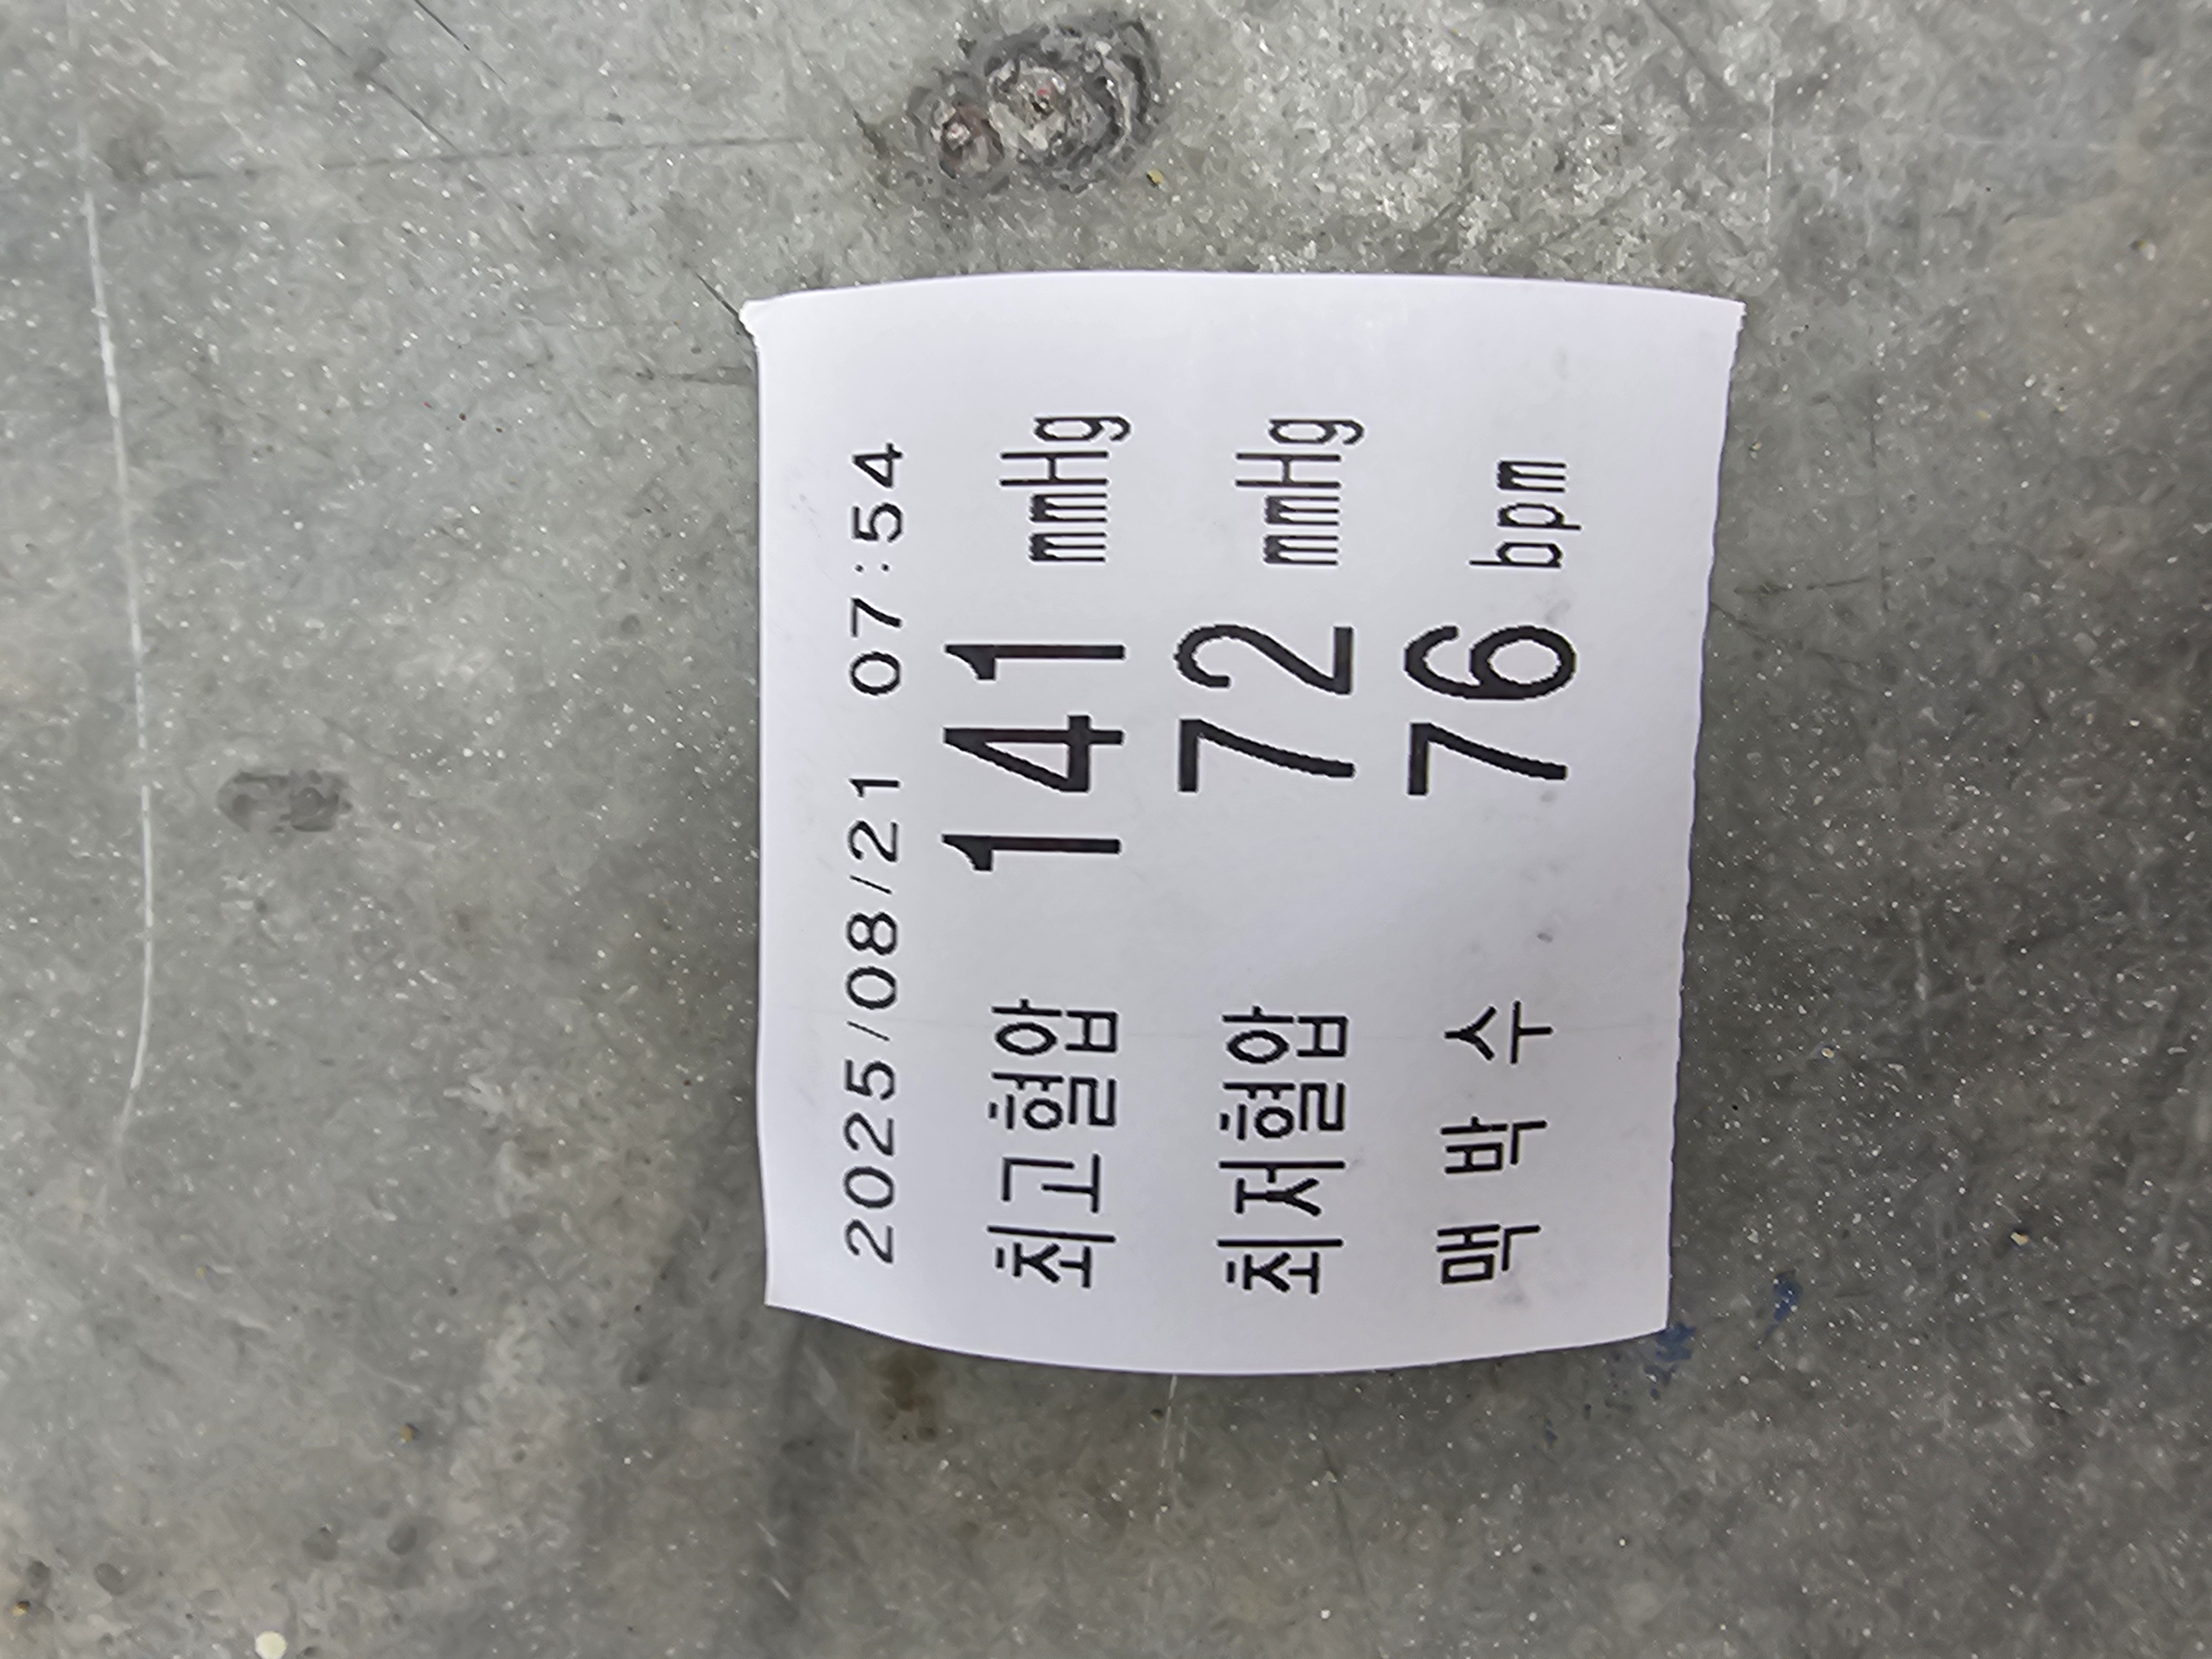 2025/08/21 07:54
최고혈압 141 mmHg
최저혈압 72 mmHg
맥 박 수 76 bpm